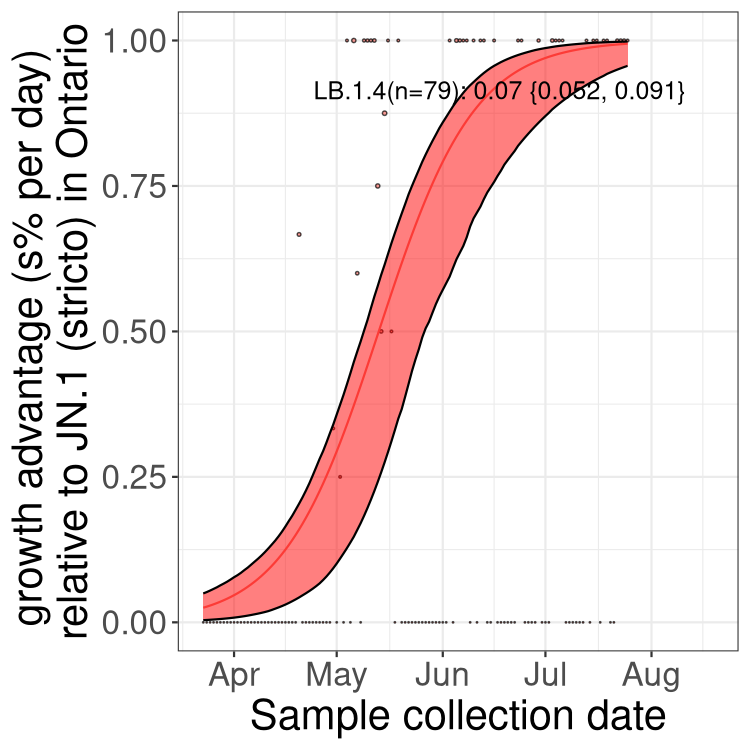 growth advantage (s% per day)
relative to JN.1 (stricto) in Ontario
1.00
0.75
0.50
0.25
0.00
LB.1.4(n=79): 0.07 {0.052, 0.091}
Apr May Jun Jul Aug
Sample collection date